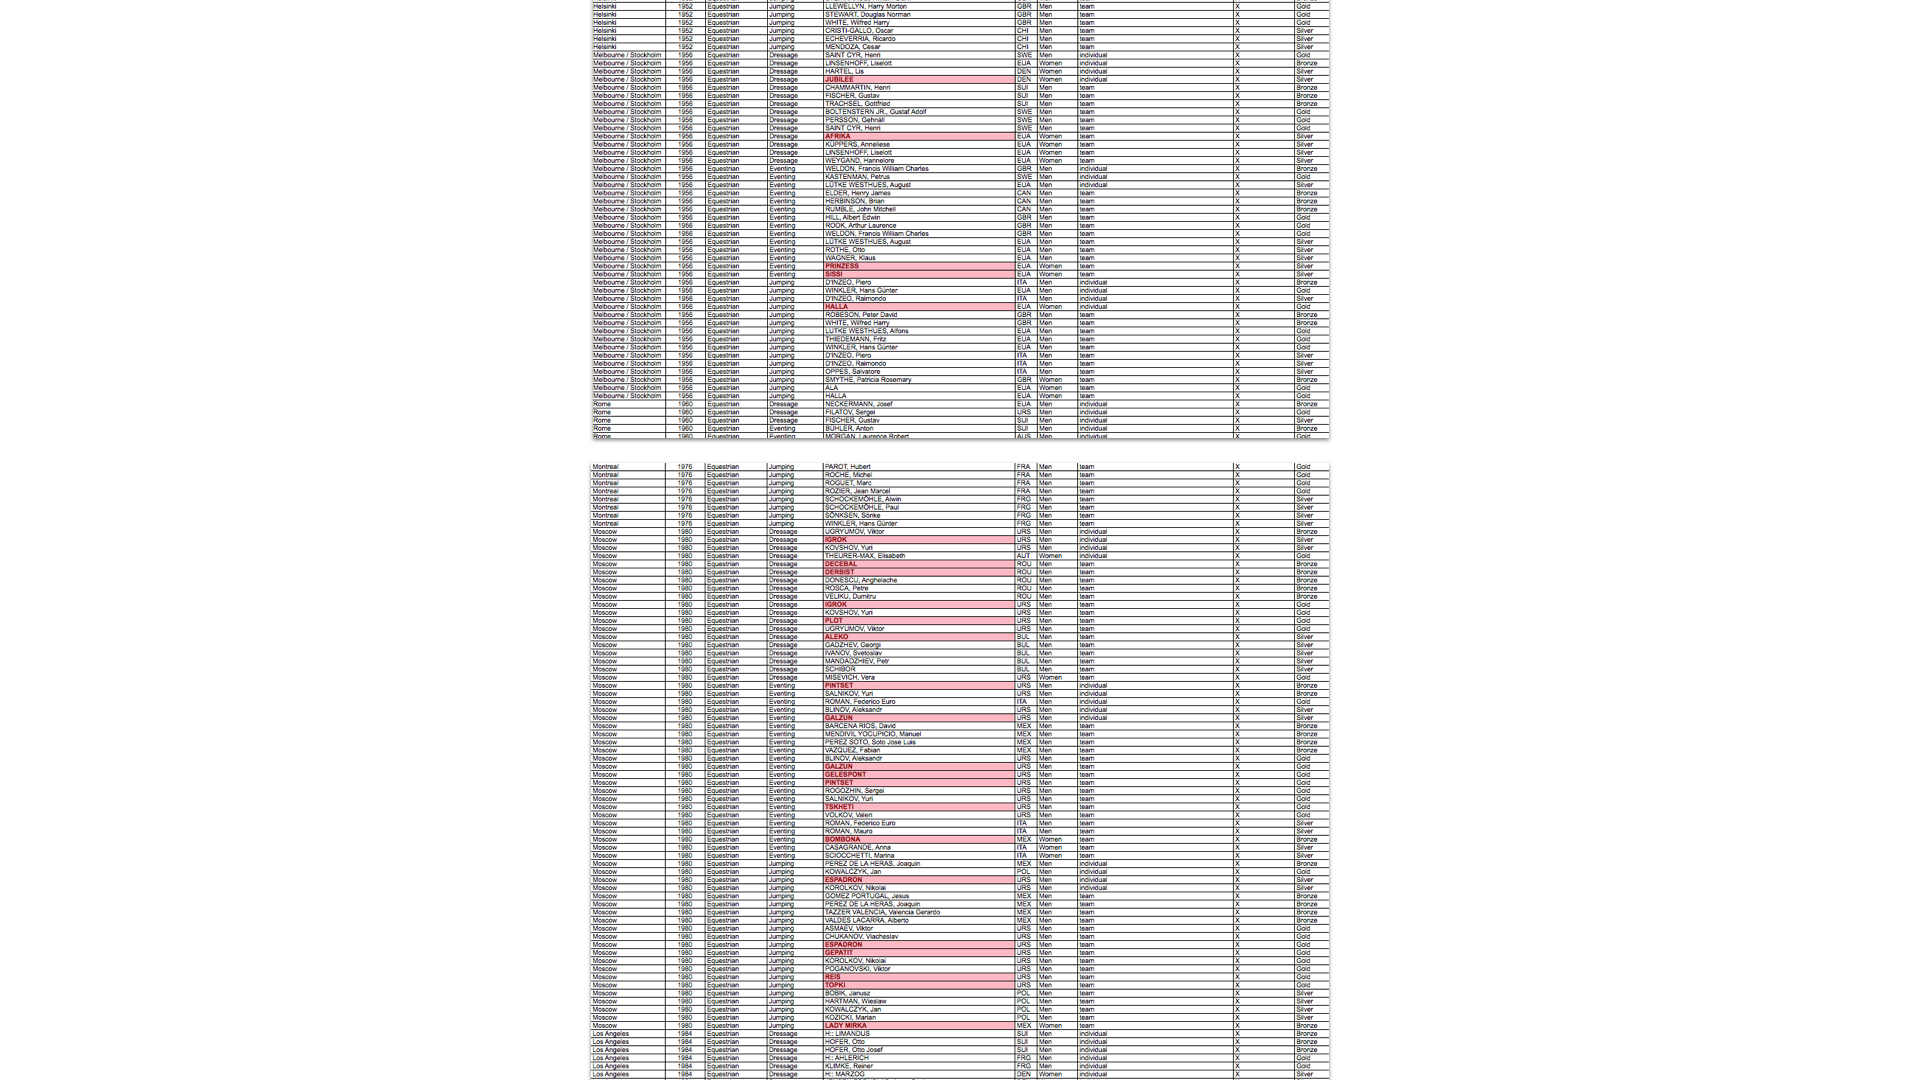 Helsinki 1952 Equestrian Jumping LLEWELLYN, Harry Morton GBR Men team X Gold
Helsinki 1952 Equestrian Jumping STEWART, Douglas Norman GBR Men team X Gold
Helsinki 1952 Equestrian Jumping WHITE, Wilfred Harry GBR Men team X Gold
Helsinki 1952 Equestrian Jumping CRISTI-GALLO, Oscar CHI Men team X Silver
Helsinki 1952 Equestrian Jumping ECHEVERRIA, Ricardo CHI Men team X Silver
Helsinki 1952 Equestrian Jumping MENDOZA, Cesar CHI Men team X Silver
Melbourne / Stockholm 1956 Equestrian Dressage SAINT CYR, Henri SWE Men individual X Gold
Melbourne / Stockholm 1956 Equestrian Dressage LINSENHOFF, Liselott EUA Women individual X Bronze
Melbourne / Stockholm 1956 Equestrian Dressage HARTEL, Lis DEN Women individual X Silver
Melbourne / Stockholm 1956 Equestrian Dressage JUBILEE DEN Women individual X Silver
Melbourne / Stockholm 1956 Equestrian Dressage CHAMMARTIN, Henri SUI Men team X Bronze
Melbourne / Stockholm 1956 Equestrian Dressage FISCHER, Gustav SUI Men team X Bronze
Melbourne / Stockholm 1956 Equestrian Dressage TRACHSEL, Gottfried SUI Men team X Bronze
Melbourne / Stockholm 1956 Equestrian Dressage BOLTENSTERN JR., Gustaf Adolf SWE Men team X Gold
Melbourne / Stockholm 1956 Equestrian Dressage PERSSON, Gehnäll SWE Men team X Gold
Melbourne / Stockholm 1956 Equestrian Dressage SAINT CYR, Henri SWE Men team X Gold
Melbourne / Stockholm 1956 Equestrian Dressage AFRIKA EUA Women team X Silver
Melbourne / Stockholm 1956 Equestrian Dressage KÜPPERS, Anneliese EUA Women team X Silver
Melbourne / Stockholm 1956 Equestrian Dressage LINSENHOFF, Liselott EUA Women team X Silver
Melbourne / Stockholm 1956 Equestrian Dressage WEYGAND, Hannelore EUA Women team X Silver
Melbourne / Stockholm 1956 Equestrian Eventing WELDON, Francis William Charles GBR Men individual X Bronze
Melbourne / Stockholm 1956 Equestrian Eventing KASTENMAN, Petrus SWE Men individual X Gold
Melbourne / Stockholm 1956 Equestrian Eventing LÜTKE WESTHUES, August EUA Men individual X Silver
Melbourne / Stockholm 1956 Equestrian Eventing ELDER, Henry James CAN Men team X Bronze
Melbourne / Stockholm 1956 Equestrian Eventing HERBINSON, Brian CAN Men team X Bronze
Melbourne / Stockholm 1956 Equestrian Eventing RUMBLE, John Mitchell CAN Men team X Bronze
Melbourne / Stockholm 1956 Equestrian Eventing HILL, Albert Edwin GBR Men team X Gold
Melbourne / Stockholm 1956 Equestrian Eventing ROOK, Arthur Laurence GBR Men team X Gold
Melbourne / Stockholm 1956 Equestrian Eventing WELDON, Francis William Charles GBR Men team X Gold
Melbourne / Stockholm 1956 Equestrian Eventing LÜTKE WESTHUES, August EUA Men team X Silver
Melbourne / Stockholm 1956 Equestrian Eventing ROTHE, Otto EUA Men team X Silver
Melbourne / Stockholm 1956 Equestrian Eventing WAGNER, Klaus EUA Men team X Silver
Melbourne / Stockholm 1956 Equestrian Eventing PRINZESS EUA Women team X Silver
Melbourne / Stockholm 1956 Equestrian Eventing SISSI EUA Women team X Silver
Melbourne / Stockholm 1956 Equestrian Jumping D'INZEO, Piero ITA Men individual X Bronze
Melbourne / Stockholm 1956 Equestrian Jumping WINKLER, Hans Günter EUA Men individual X Gold
Melbourne / Stockholm 1956 Equestrian Jumping D'INZEO, Raimondo ITA Men individual X Silver
Melbourne / Stockholm 1956 Equestrian Jumping HALLA EUA Women individual X Gold
Melbourne / Stockholm 1956 Equestrian Jumping ROBESON, Peter David GBR Men team X Bronze
Melbourne / Stockholm 1956 Equestrian Jumping WHITE, Wilfred Harry GBR Men team X Bronze
Melbourne / Stockholm 1956 Equestrian Jumping LÜTKE WESTHUES, Alfons EUA Men team X Gold
Melbourne / Stockholm 1956 Equestrian Jumping THIEDEMANN, Fritz EUA Men team X Gold
Melbourne / Stockholm 1956 Equestrian Jumping WINKLER, Hans Günter EUA Men team X Gold
Melbourne / Stockholm 1956 Equestrian Jumping D'INZEO, Piero ITA Men team X Silver
Melbourne / Stockholm 1956 Equestrian Jumping D'INZEO, Raimondo ITA Men team X Silver
Melbourne / Stockholm 1956 Equestrian Jumping OPPES, Salvatore ITA Men team X Silver
Melbourne / Stockholm 1956 Equestrian Jumping SMYTHE, Patricia Rosemary GBR Women team X Bronze
Melbourne / Stockholm 1956 Equestrian Jumping ALA EUA Women team X Gold
Melbourne / Stockholm 1956 Equestrian Jumping HALLA EUA Women team X Gold
Rome 1960 Equestrian Dressage NECKERMANN, Josef EUA Men individual X Bronze
Rome 1960 Equestrian Dressage FILATOV, Sergei URS Men individual X Gold
Rome 1960 Equestrian Dressage FISCHER, Gustav SUI Men individual X Silver
Rome 1960 Equestrian Eventing BÜHLER, Anton SUI Men individual X Bronze
Rome 1960 Equestrian Eventing MORGAN, Laurence Robert AUS Men individual X Gold
Montreal 1976 Equestrian Jumping PAROT, Hubert FRA Men team X Gold
Montreal 1976 Equestrian Jumping ROCHE, Michel FRA Men team X Gold
Montreal 1976 Equestrian Jumping ROGUET, Marc FRA Men team X Gold
Montreal 1976 Equestrian Jumping ROZIER, Jean Marcel FRA Men team X Gold
Montreal 1976 Equestrian Jumping SCHOCKEMÖHLE, Alwin FRG Men team X Silver
Montreal 1976 Equestrian Jumping SCHOCKEMÖHLE, Paul FRG Men team X Silver
Montreal 1976 Equestrian Jumping SÖNKSEN, Sönke FRG Men team X Silver
Montreal 1976 Equestrian Jumping WINKLER, Hans Günter FRG Men team X Silver
Moscow 1980 Equestrian Dressage UGRYUMOV, Viktor URS Men individual X Bronze
Moscow 1980 Equestrian Dressage IGROK URS Men individual X Silver
Moscow 1980 Equestrian Dressage KOVSHOV, Yuri URS Men individual X Silver
Moscow 1980 Equestrian Dressage THEURER-MAX, Elisabeth AUT Women individual X Gold
Moscow 1980 Equestrian Dressage DECEBAL ROU Men team X Bronze
Moscow 1980 Equestrian Dressage DERBIST ROU Men team X Bronze
Moscow 1980 Equestrian Dressage DONESCU, Anghelache ROU Men team X Bronze
Moscow 1980 Equestrian Dressage ROSCA, Petre ROU Men team X Bronze
Moscow 1980 Equestrian Dressage VELIKU, Dumitru ROU Men team X Bronze
Moscow 1980 Equestrian Dressage IGROK URS Men team X Gold
Moscow 1980 Equestrian Dressage KOVSHOV, Yuri URS Men team X Gold
Moscow 1980 Equestrian Dressage PLOT URS Men team X Gold
Moscow 1980 Equestrian Dressage UGRYUMOV, Viktor URS Men team X Gold
Moscow 1980 Equestrian Dressage ALEKO BUL Men team X Silver
Moscow 1980 Equestrian Dressage GADZHEV, Georgi BUL Men team X Silver
Moscow 1980 Equestrian Dressage IVANOV, Svetoslav BUL Men team X Silver
Moscow 1980 Equestrian Dressage MANDADZHIEV, Petr BUL Men team X Silver
Moscow 1980 Equestrian Dressage SCHIBOR BUL Men team X Silver
Moscow 1980 Equestrian Dressage MISEVICH, Vera URS Women team X Gold
Moscow 1980 Equestrian Eventing PINTSET URS Men individual X Bronze
Moscow 1980 Equestrian Eventing SALNIKOV, Yuri URS Men individual X Bronze
Moscow 1980 Equestrian Eventing ROMAN, Federico Euro ITA Men individual X Gold
Moscow 1980 Equestrian Eventing BLINOV, Aleksandr URS Men individual X Silver
Moscow 1980 Equestrian Eventing GALZUN URS Men individual X Silver
Moscow 1980 Equestrian Eventing BARCENA RIOS, David MEX Men team X Bronze
Moscow 1980 Equestrian Eventing MENDIVIL YOCUPICIO, Manuel MEX Men team X Bronze
Moscow 1980 Equestrian Eventing PEREZ SOTO, Soto Jose Luis MEX Men team X Bronze
Moscow 1980 Equestrian Eventing VAZQUEZ, Fabian MEX Men team X Bronze
Moscow 1980 Equestrian Eventing BLINOV, Aleksandr URS Men team X Gold
Moscow 1980 Equestrian Eventing GALZUN URS Men team X Gold
Moscow 1980 Equestrian Eventing GELESPONT URS Men team X Gold
Moscow 1980 Equestrian Eventing PINTSET URS Men team X Gold
Moscow 1980 Equestrian Eventing ROGOZHIN, Sergei URS Men team X Gold
Moscow 1980 Equestrian Eventing SALNIKOV, Yuri URS Men team X Gold
Moscow 1980 Equestrian Eventing TSKHETI URS Men team X Gold
Moscow 1980 Equestrian Eventing VOLKOV, Valeri URS Men team X Gold
Moscow 1980 Equestrian Eventing ROMAN, Federico Euro ITA Men team X Silver
Moscow 1980 Equestrian Eventing ROMAN, Mauro ITA Men team X Silver
Moscow 1980 Equestrian Eventing BOMBONA MEX Women team X Bronze
Moscow 1980 Equestrian Eventing CASAGRANDE, Anna ITA Women team X Silver
Moscow 1980 Equestrian Eventing SCIOCCHETTI, Marina ITA Women team X Silver
Moscow 1980 Equestrian Jumping PEREZ DE LA HERAS, Joaquin MEX Men individual X Bronze
Moscow 1980 Equestrian Jumping KOWALCZYK, Jan POL Men individual X Gold
Moscow 1980 Equestrian Jumping ESPADRON URS Men individual X Silver
Moscow 1980 Equestrian Jumping KOROLKOV, Nikolai URS Men individual X Silver
Moscow 1980 Equestrian Jumping GOMEZ PORTUGAL, Jesus MEX Men team X Bronze
Moscow 1980 Equestrian Jumping PEREZ DE LA HERAS, Joaquin MEX Men team X Bronze
Moscow 1980 Equestrian Jumping TAZZER VALENCIA, Valencia Gerardo MEX Men team X Bronze
Moscow 1980 Equestrian Jumping VALDES LACARRA, Alberto MEX Men team X Bronze
Moscow 1980 Equestrian Jumping ASMAEV, Viktor URS Men team X Gold
Moscow 1980 Equestrian Jumping CHUKANOV, Viacheslav URS Men team X Gold
Moscow 1980 Equestrian Jumping ESPADRON URS Men team X Gold
Moscow 1980 Equestrian Jumping GEPATIT URS Men team X Gold
Moscow 1980 Equestrian Jumping KOROLKOV, Nikolai URS Men team X Gold
Moscow 1980 Equestrian Jumping POGANOVSKI, Viktor URS Men team X Gold
Moscow 1980 Equestrian Jumping REIS URS Men team X Gold
Moscow 1980 Equestrian Jumping TOPKI URS Men team X Gold
Moscow 1980 Equestrian Jumping BOBIK, Janusz POL Men team X Silver
Moscow 1980 Equestrian Jumping HARTMAN, Wieslaw POL Men team X Silver
Moscow 1980 Equestrian Jumping KOWALCZYK, Jan POL Men team X Silver
Moscow 1980 Equestrian Jumping KOZICKI, Marian POL Men team X Silver
Moscow 1980 Equestrian Jumping LADY MIRKA MEX Women team X Bronze
Los Angeles 1984 Equestrian Dressage H:: LIMANDUS SUI Men individual X Bronze
Los Angeles 1984 Equestrian Dressage HOFER, Otto SUI Men individual X Bronze
Los Angeles 1984 Equestrian Dressage HOFER, Otto Josef SUI Men individual X Bronze
Los Angeles 1984 Equestrian Dressage H:: AHLERICH FRG Men individual X Gold
Los Angeles 1984 Equestrian Dressage KLIMKE, Reiner FRG Men individual X Gold
Los Angeles 1984 Equestrian Dressage H:: MARZOG DEN Women individual X Silver